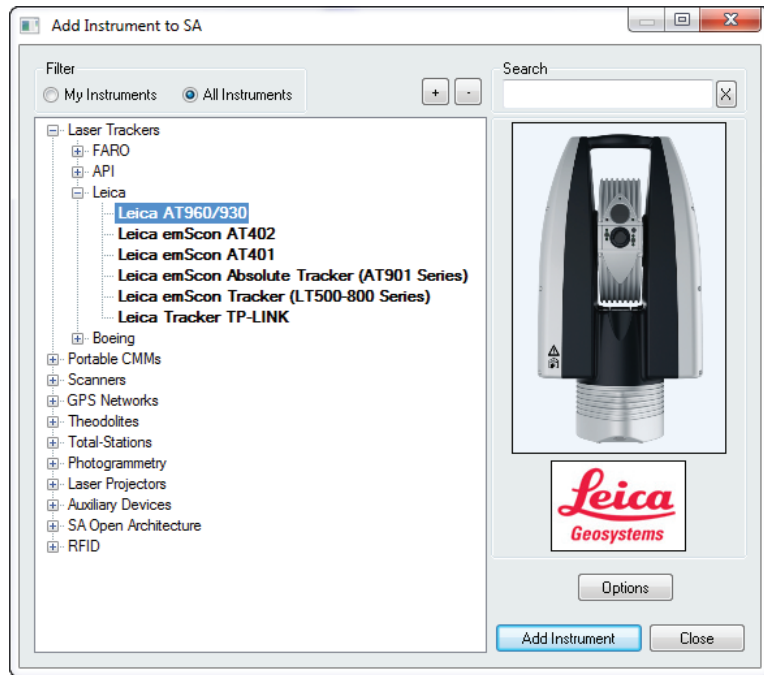 Add Instrument to SA
Filter
My Instruments
All Instruments
+
-
Search
X
Laser Trackers
FARO
API
Leica
Leica AT960/930
Leica emScon AT402
Leica emScon AT401
Leica emScon Absolute Tracker (AT901 Series)
Leica emScon Tracker (LT500-800 Series)
Leica Tracker TP-LINK
Boeing
Portable CMMs
Scanners
GPS Networks
Theodolites
Total-Stations
Photogrammetry
Laser Projectors
Auxiliary Devices
SA Open Architecture
RFID
Leica
Geosystems
Options
Add Instrument
Close